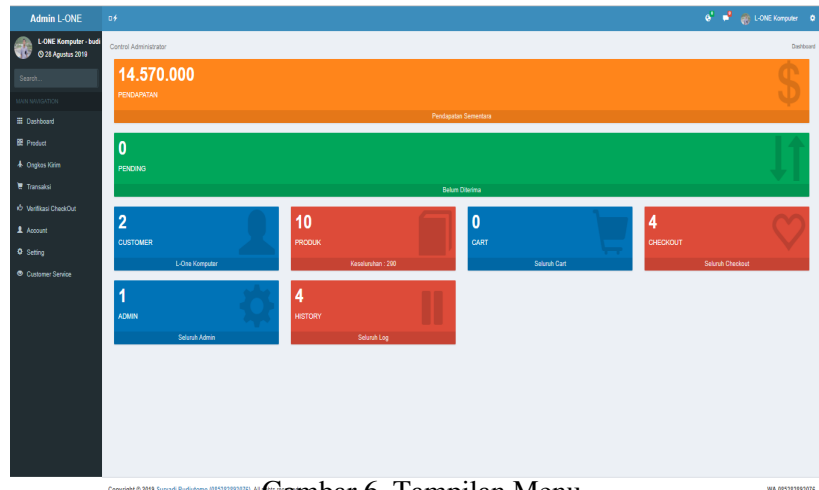 Admin L-ONE
L-ONE Komputer
L-ONE Komputer - budi
28 Agustus 2019
Search...
MAIN NAVIGATION
Dashboard
Product
Ongkos Kirim
Transaksi
Verifikasi CheckOut
Account
Setting
Customer Service
Control Administrator
Dashboard
14.570.000
PENDAPATAN
Pendapatan Sementara
0
PENDING
Belum Diterima
2
CUSTOMER
L-One Komputer
10
PRODUK
Keseluruhan : 290
0
CART
Seluruh Cart
4
CHECKOUT
Seluruh Checkout
1
ADMIN
Seluruh Admin
4
HISTORY
Seluruh Log
Copyright © 2019
Gambar 6. Tampilan Menu